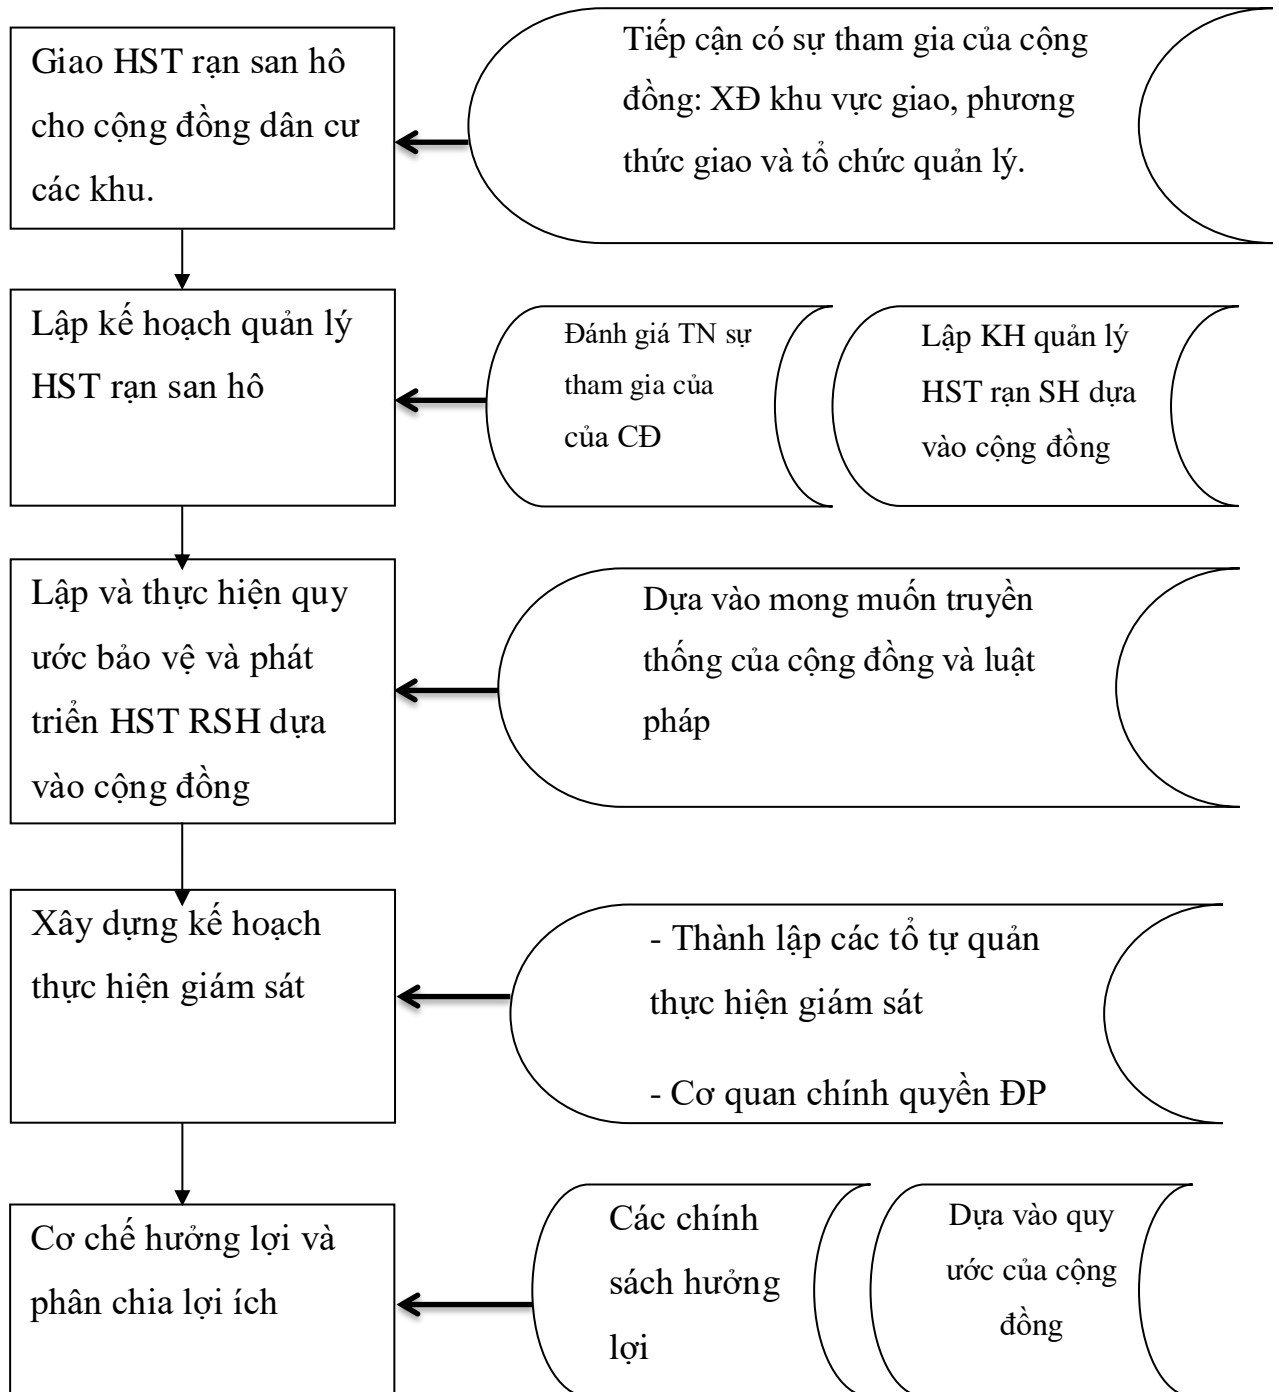 Giao HST rạn san hô
cho cộng đồng dân cư
các khu.
Tiếp cận có sự tham gia của cộng
đồng: XĐ khu vực giao, phương
thức giao và tổ chức quản lý.
Lập kế hoạch quản lý
HST rạn san hô
Đánh giá TN sự
tham gia của
của CĐ
Lập KH quản lý
HST rạn SH dựa
vào cộng đồng
Lập và thực hiện quy
ước bảo vệ và phát
triển HST RSH dựa
vào cộng đồng
Dựa vào mong muốn truyền
thống của cộng đồng và luật
pháp
Xây dựng kế hoạch
thực hiện giám sát
- Thành lập các tổ tự quản
thực hiện giám sát
- Cơ quan chính quyền ĐP
Cơ chế hưởng lợi và
phân chia lợi ích
Các chính
sách hưởng
lợi
Dựa vào quy
ước của cộng
đồng